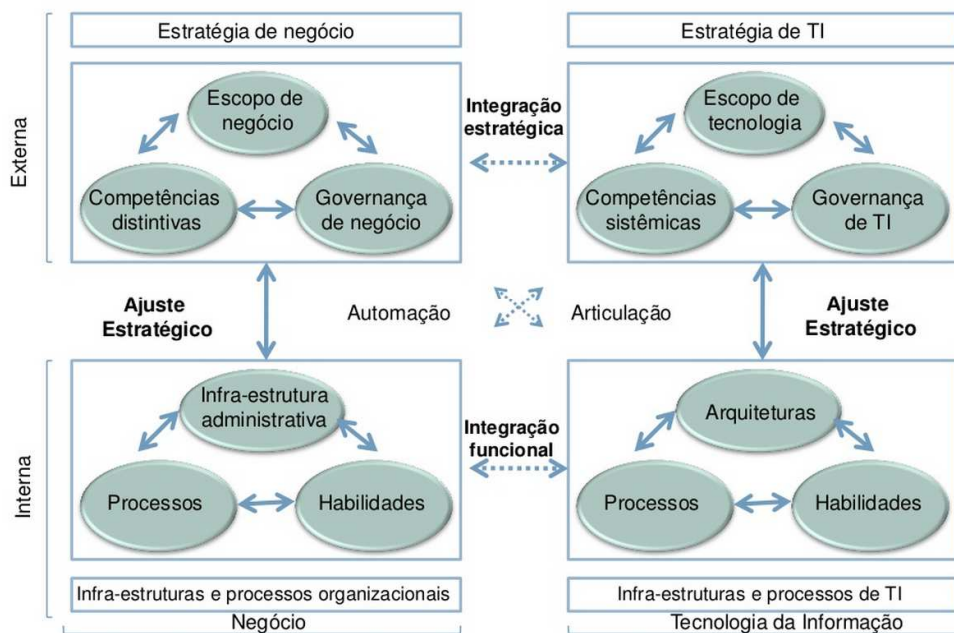 Estratégia de negócio
Estratégia de TI
Externa
Escopo de
negócio
Competências
distintivas
Governança
de negócio
Integração
estratégica
Escopo de
tecnologia
Competências
sistêmicas
Governança
de TI
Ajuste
Estratégico
Automação
Articulação
Ajuste
Estratégico
Interna
Infra-estrutura
administrativa
Processos
Habilidades
Integração
funcional
Arquiteturas
Processos
Habilidades
Infra-estruturas e processos organizacionais
Infra-estruturas e processos de TI
Negócio
Tecnologia da Informação